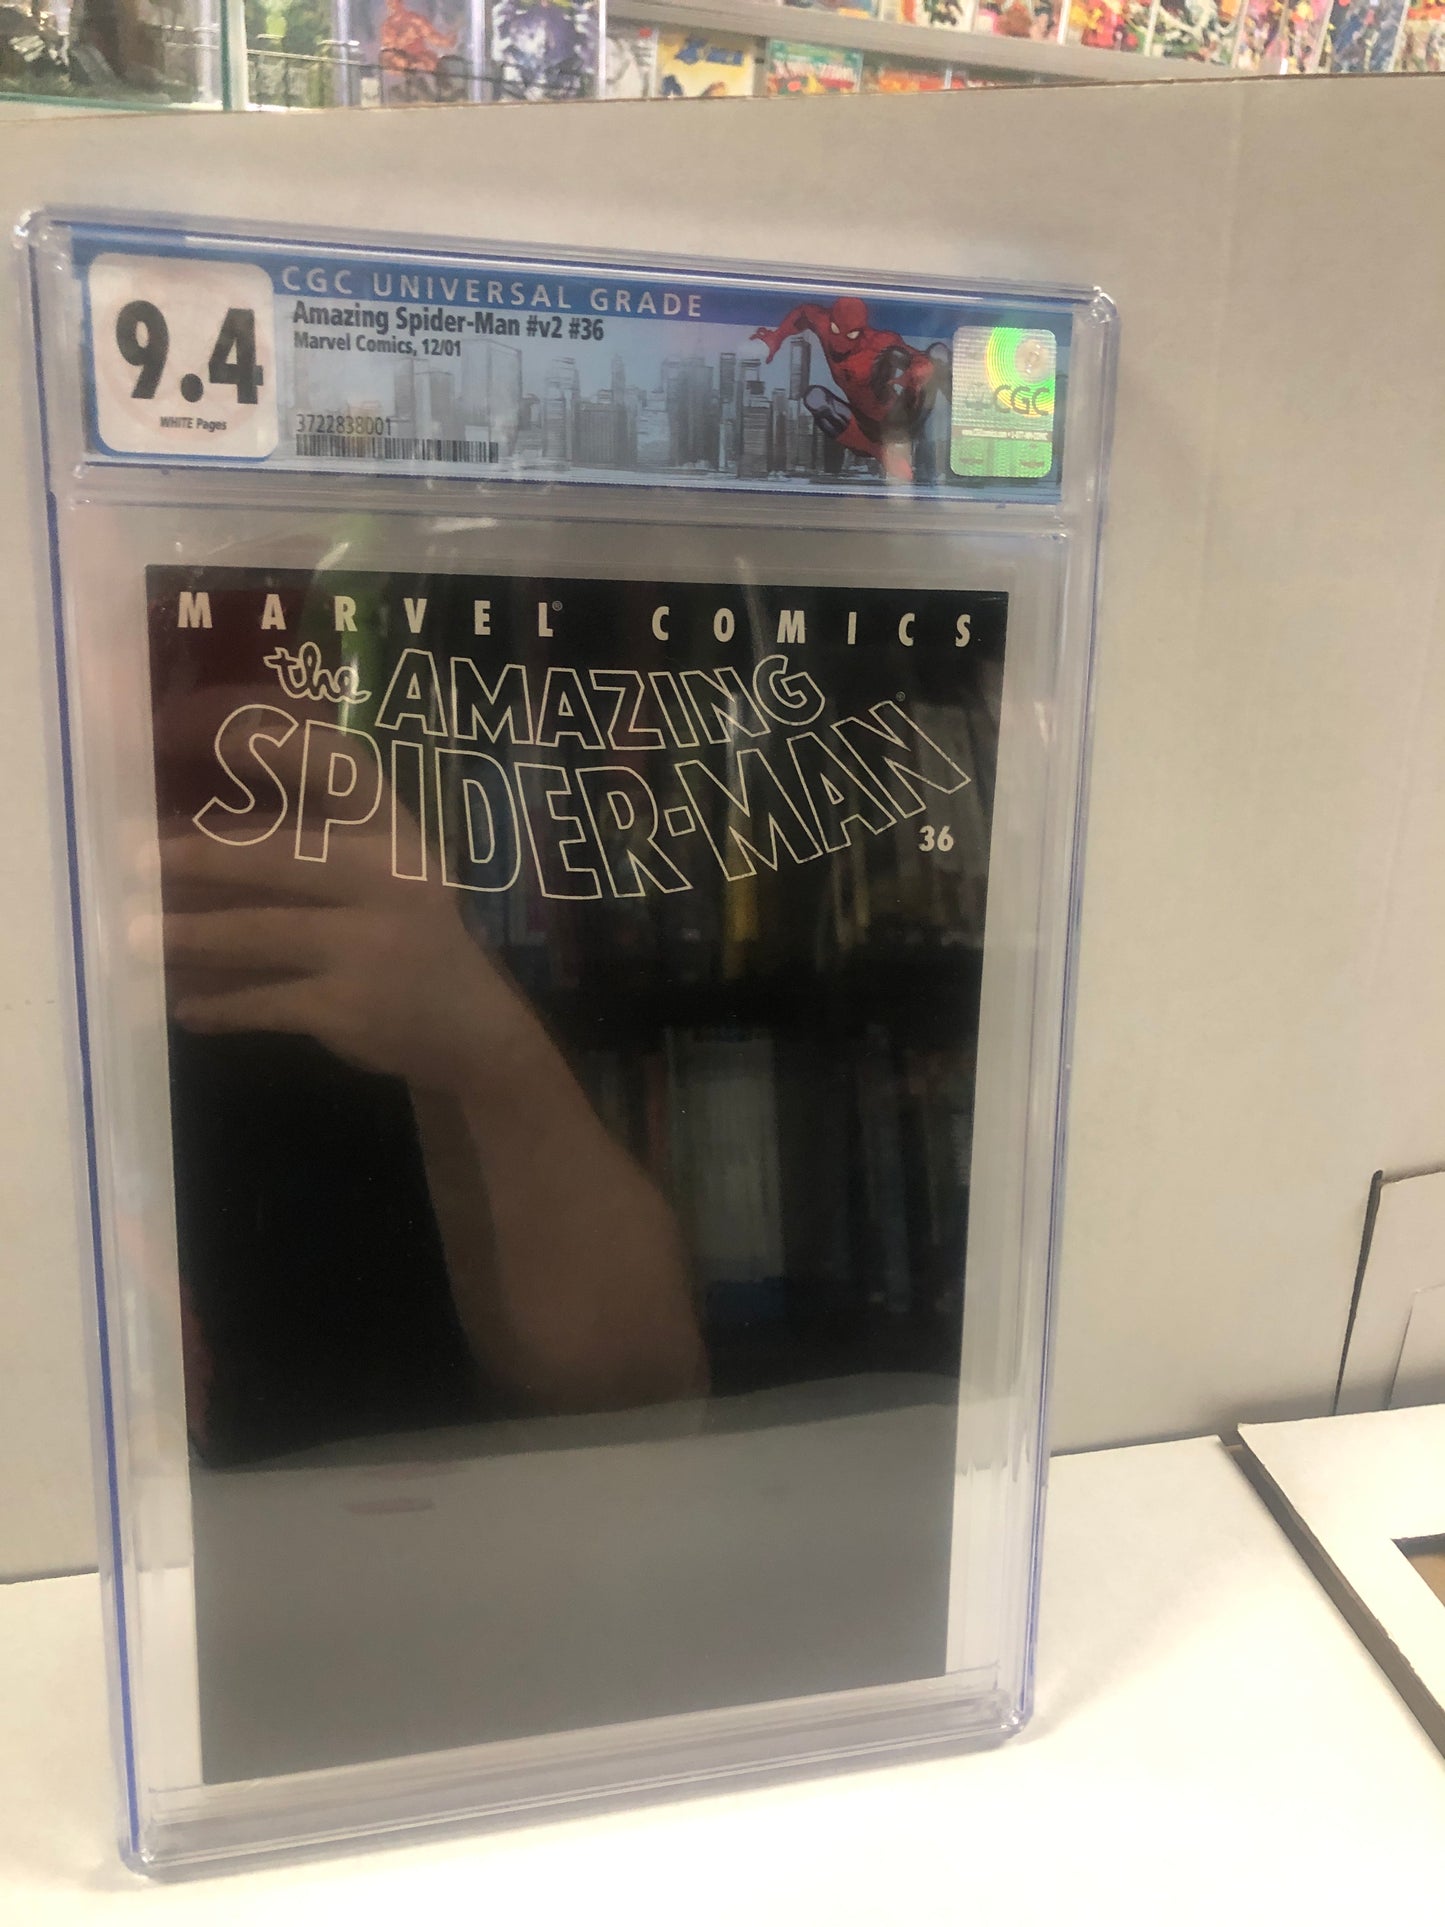 CGC UNIVERSAL GRADE
9.4
WHITE Pages
Amazing Spider-Man #v2 #36
Marvel Comics, 12/01
3722838001
CGC
MARVEL® COMICS
the AMAZING
SPIDER-MAN®
36